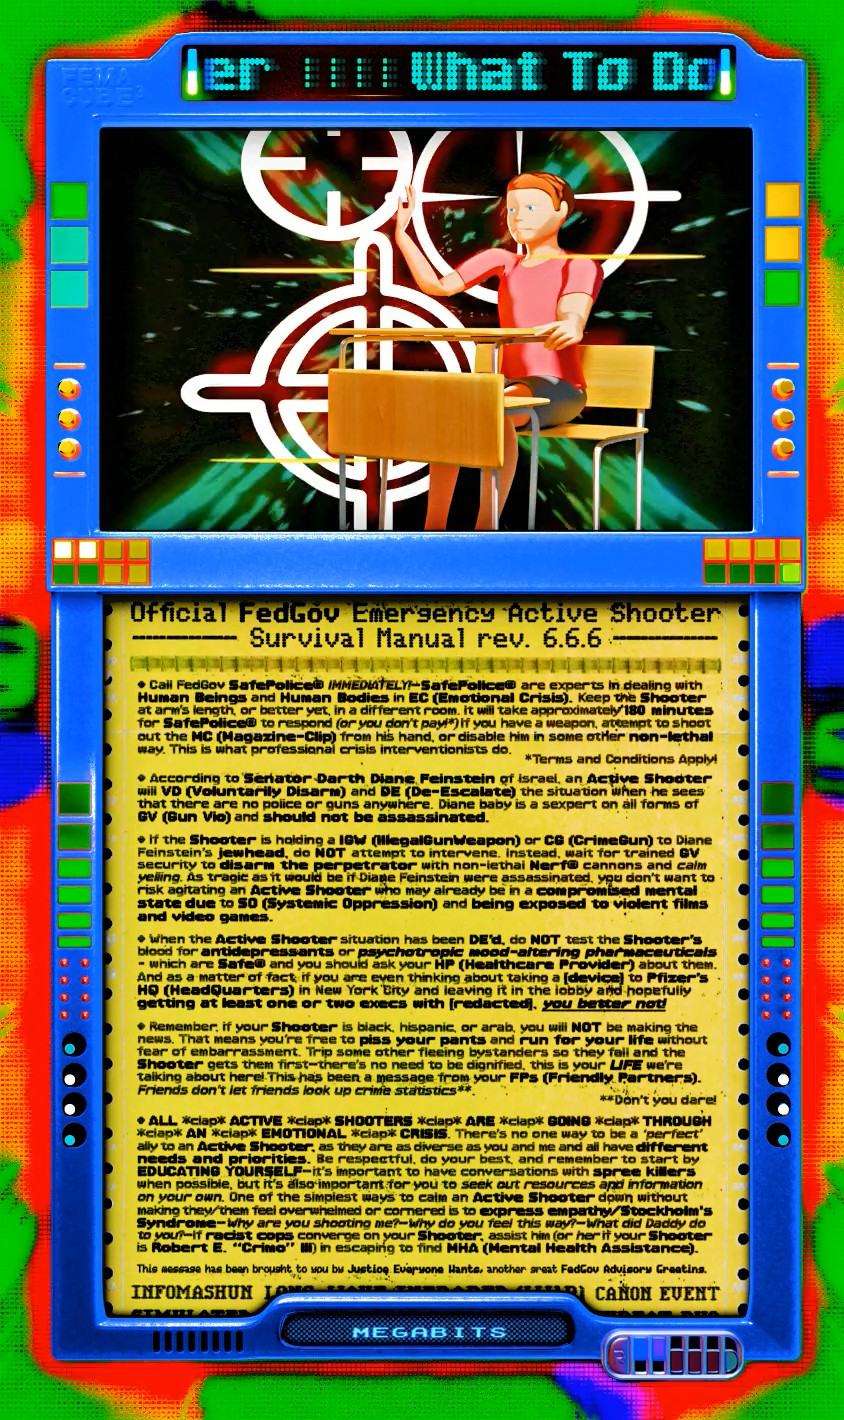 FEMA
CUBE³
er What To Do
Official FedGov Emergency Active Shooter
Survival Manual rev. 6.6.6
◆ Call FedGov SafePolice® IMMEDIATELY!—SafePolice® are experts in dealing with
Human Beings and Human Bodies in EC (Emotional Crisis). Keep the Shooter
at arm's length, or better yet, in a different room, it will take approximately 180 minutes
for SafePolice® to respond (or you don't pay!*) If you have a weapon, attempt to shoot
out the MC (Magazine-Clip) from his hand, or disable him in some other non-lethal
way. This is what professional crisis interventionists do.
*Terms and Conditions Apply!
◆ According to Senator Darth Diane Feinstein of Israel, an Active Shooter
will VD (Voluntarily Disarm) and DE (De-Escalate) the situation when he sees
that there are no police or guns anywhere. Diane baby is a sexpert on all forms of
GV (Gun Vio) and should not be assassinated.
◆ If the Shooter is holding a IGW (IllegalGunWeapon) or CG (CrimeGun) to Diane
Feinstein's jewhead, do NOT attempt to intervene. Instead, wait for trained GV
security to disarm the perpetrator with non-lethal Nerf® cannons and calm
yelling. As tragic as it would be if Diane Feinstein were assassinated, you don't want to
risk agitating an Active Shooter who may already be in a compromised mental
state due to SO (Systemic Oppression) and being exposed to violent films
and video games.
◆ When the Active Shooter situation has been DE'd, do NOT test the Shooter's
blood for antidepressants or psychotropic mood-altering pharmaceuticals
- which are Safe® and you should ask your HP (Healthcare Provider) about them.
And as a matter of fact, if you are even thinking about taking a [device] to Pfizer's
HQ (HeadQuarters) in New York City and leaving it in the lobby and hopefully
getting at least one or two execs with [redacted], you better not!
◆ Remember, if your Shooter is black, hispanic, or arab, you will NOT be making the
news. That means you're free to piss your pants and run for your life without
fear of embarrassment. Trip some other fleeing bystanders so they fall and the
Shooter gets them first—there's no need to be dignified, this is your LIFE we're
talking about here! This has been a message from your FPs (Friendly Partners).
Friends don't let friends look up crime statistics**.
**Don't you dare!
◆ ALL *clap* ACTIVE *clap* SHOOTERS *clap* ARE *clap* GOING *clap* THROUGH
*clap* AN *clap* EMOTIONAL *clap* CRISIS. There's no one way to be a 'perfect'
ally to an Active Shooter, as they are as diverse as you and me and all have different
needs and priorities. Be respectful, do your best, and remember to start by
EDUCATING YOURSELF—it's important to have conversations with spree killers
when possible, but it's also important for you to seek out resources and information
on your own. One of the simplest ways to calm an Active Shooter down without
making they/them feel overwhelmed or cornered is to express empathy/Stockholm's
Syndrome—Why are you shooting me?—Why do you feel this way?—What did Daddy do
to you?—If racist cops converge on your Shooter, assist him (or her if your Shooter
is Robert E. "Crimo" III) in escaping to find MHA (Mental Health Assistance).
This message has been brought to you by Justice Everyone Wants, another great FedGov Advisory Greatins.
INFOMASHUN CANON EVENT
MEGABITS